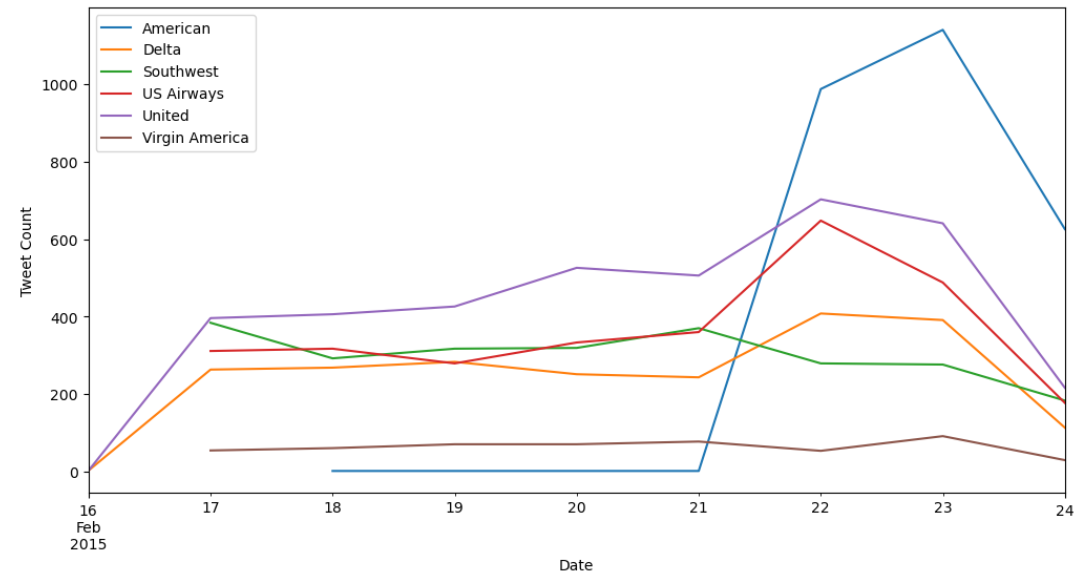 American
Delta
Southwest
US Airways
United
Virgin America
Tweet Count
1000
800
600
400
200
0
16 17 18 19 20 21 22 23 24
Feb
2015
Date